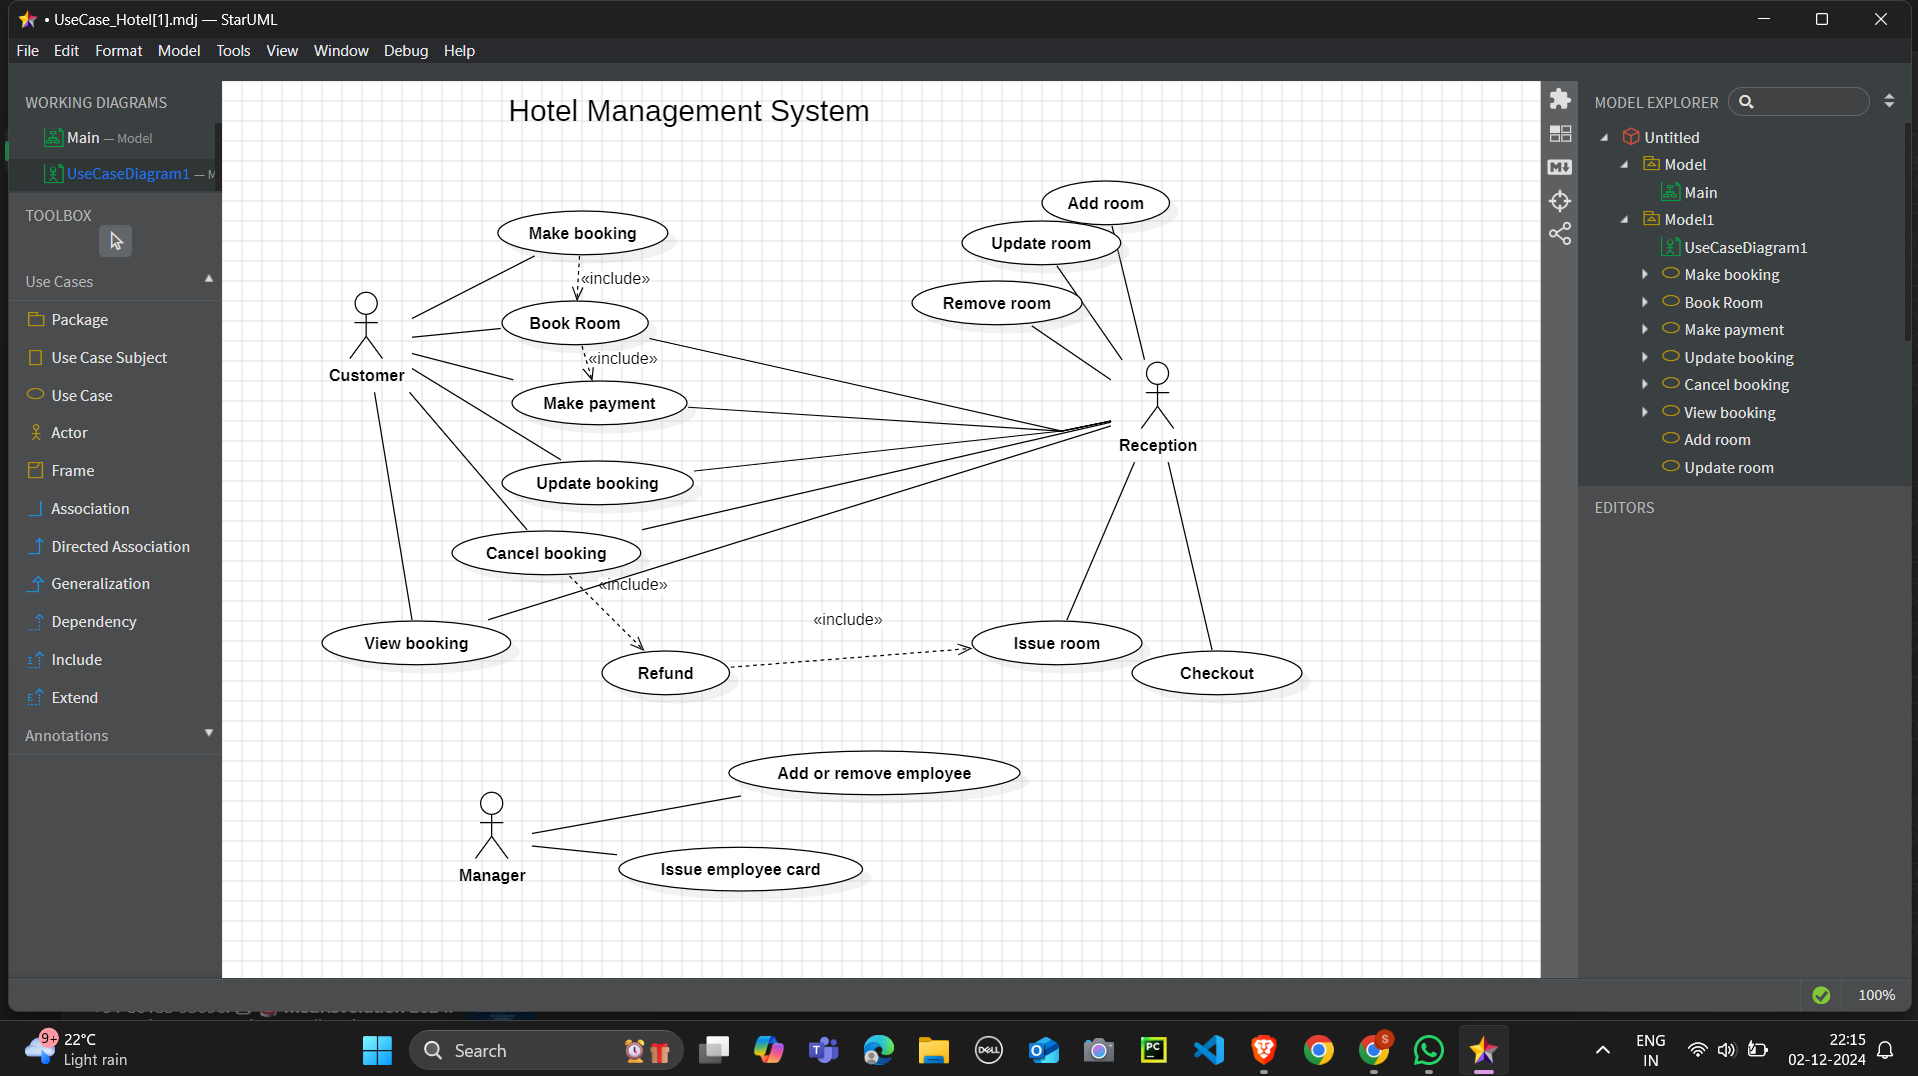 • UseCase_Hotel[1].mdj — StarUML
File Edit Format Model Tools View Window Debug Help
WORKING DIAGRAMS
Main — Model
UseCaseDiagram1 — M
TOOLBOX
Use Cases
Package
Use Case Subject
Use Case
Actor
Frame
Association
Directed Association
Generalization
Dependency
Include
Extend
Annotations
Hotel Management System
Make booking
«include»
Book Room
«include»
Make payment
Customer
Update booking
Cancel booking
«include»
View booking
Refund
«include»
Add room
Update room
Remove room
Reception
Issue room
Checkout
Add or remove employee
Manager
Issue employee card
MODEL EXPLORER
Untitled
Model
Main
Model1
UseCaseDiagram1
Make booking
Book Room
Make payment
Update booking
Cancel booking
View booking
Add room
Update room
EDITORS
100%
9+
22°C
Light rain
Search
DELL
PC
S
ENG
IN
22:15
02-12-2024